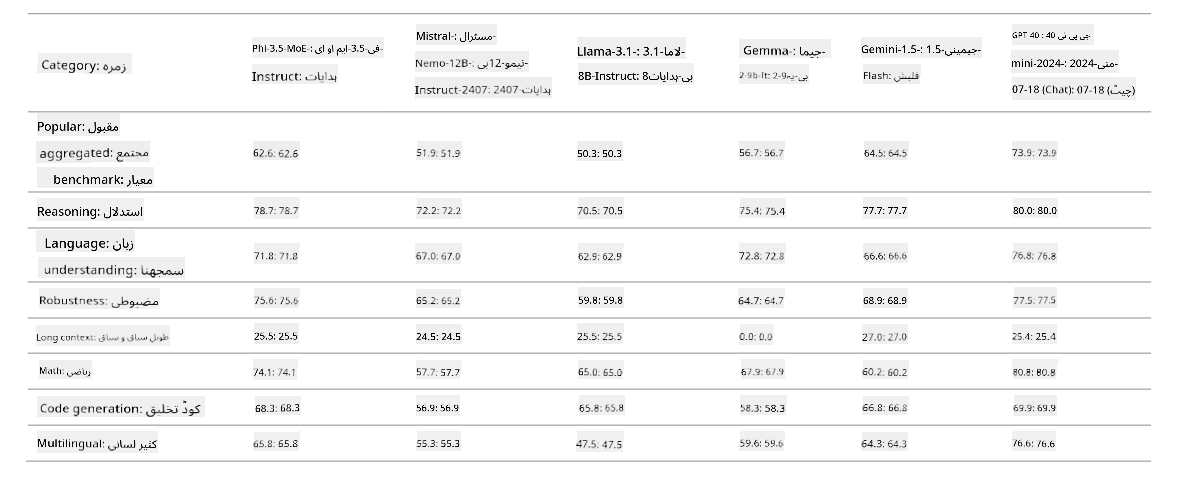 Category: زمرہ
Phi-3.5-MoE-: فی-3.5-ایم او ای-
Instruct: ہدایات
Mistral-: مسٹرال-
Nemo-12B-: نیمو-12بی-
Instruct-2407: 2407-ہدایات
Llama-3.1-: لاما-3.1-
8B-Instruct: 8بی-ہدایات
Gemma-: جیما-
2-9b-It: 2-9بی-یہ
Gemini-1.5-: جیمینی-1.5-
Flash: فلیش
GPT 40 : جی پی ٹی 40
mini-2024-: منی-2024-
07-18 (Chat): 07-18 (چیٹ)
Popular: مقبول
aggregated: مجتمع
benchmark: معیار
62.6: 62.6
51.9: 51.9
50.3: 50.3
56.7: 56.7
64.5: 64.5
73.9: 73.9
Reasoning: استدلال
78.7: 78.7
72.2: 72.2
70.5: 70.5
75.4: 75.4
77.7: 77.7
80.0: 80.0
Language: زبان
understanding: سمجھنا
71.8: 71.8
67.0: 67.0
62.9: 62.9
72.8: 72.8
66.6: 66.6
76.8: 76.8
Robustness: مضبوطی
75.6: 75.6
65.2: 65.2
59.8: 59.8
64.7: 64.7
68.9: 68.9
77.5: 77.5
Long context: طویل سیاق و سباق
25.5: 25.5
24.5: 24.5
25.5: 25.5
0.0: 0.0
27.0: 27.0
25.4: 25.4
Math: ریاضی
74.1: 74.1
57.7: 57.7
65.0: 65.0
67.9: 67.9
60.2: 60.2
80.8: 80.8
Code generation: کوڈ تخلیق
68.3: 68.3
56.9: 56.9
65.8: 65.8
58.3: 58.3
66.8: 66.8
69.9: 69.9
Multilingual: کثیر لسانی
65.8: 65.8
55.3: 55.3
47.5: 47.5
59.6: 59.6
64.3: 64.3
76.6: 76.6